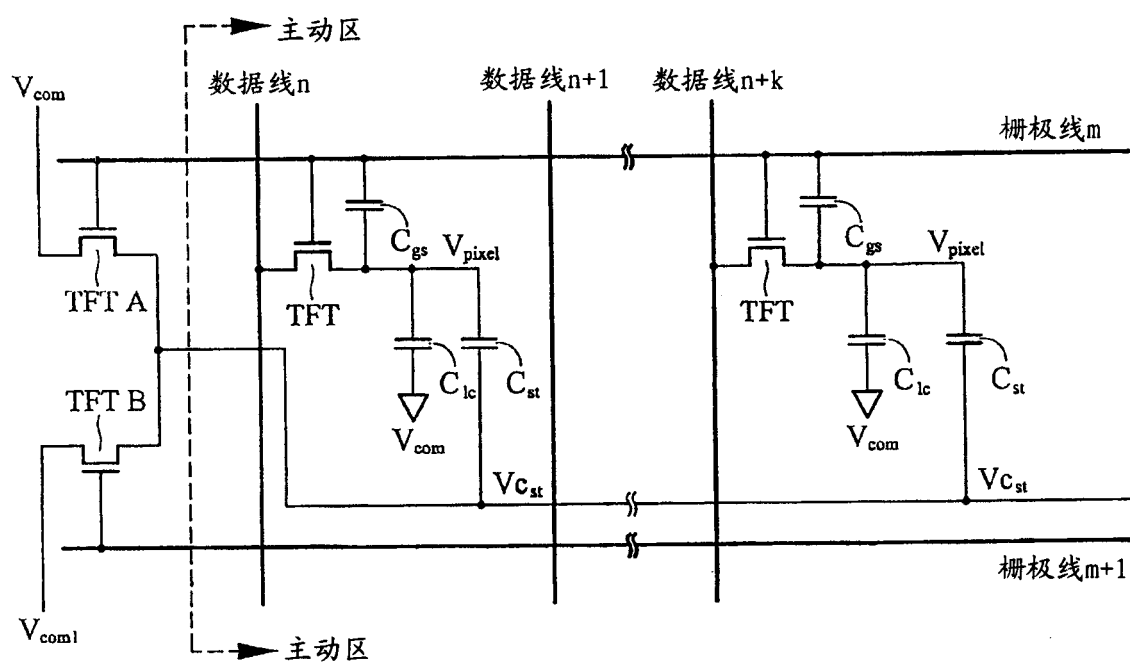 主动区
数据线n
数据线n+1
数据线n+k
Vcom
栅极线m
Cgs
Vpixel
TFT A
TFT
Cgs
Vpixel
TFT
TFT B
Clc
Cst
Vcom
Clc
Cst
Vcom
Vcst
Vcst
栅极线m+1
Vcom1
主动区